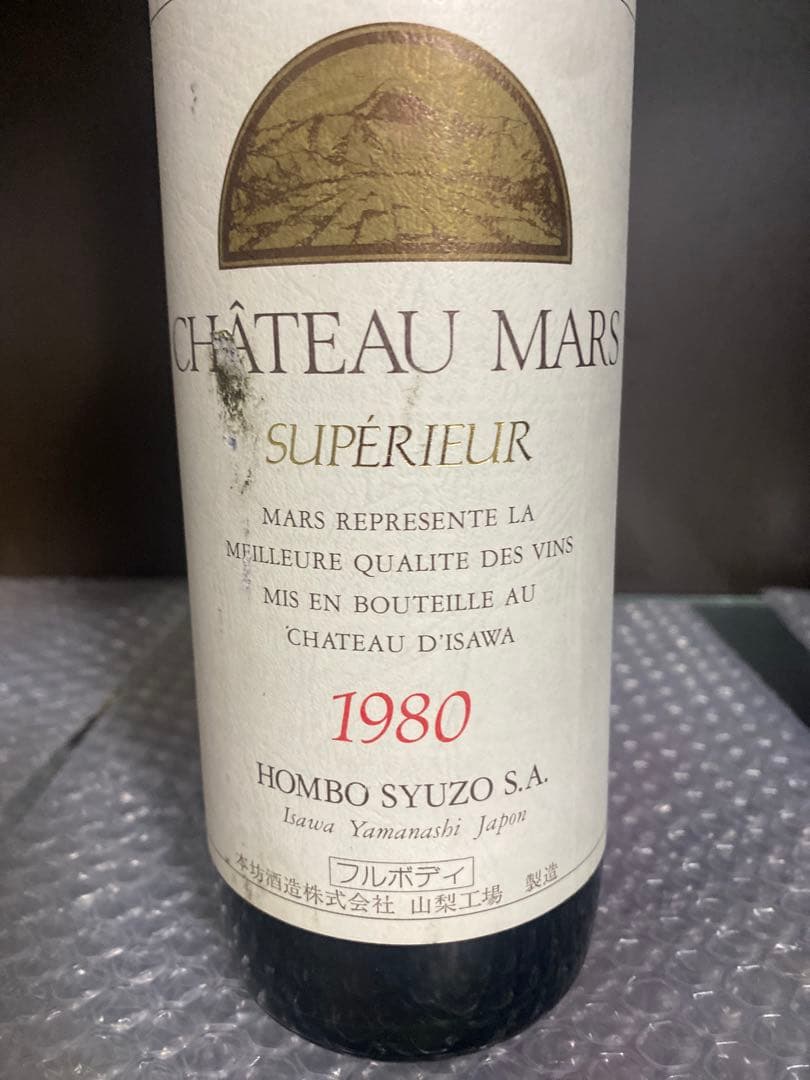 CHÂTEAU MARS
SUPÉRIEUR
MARS REPRESENTE LA
MEILLEURE QUALITE DES VINS
MIS EN BOUTEILLE AU
CHATEAU D'ISAWA
1980
HOMBO SYUZO S.A.
Isawa Yamanashi Japon
フルボディ
本坊酒造株式会社 山梨工場 製造